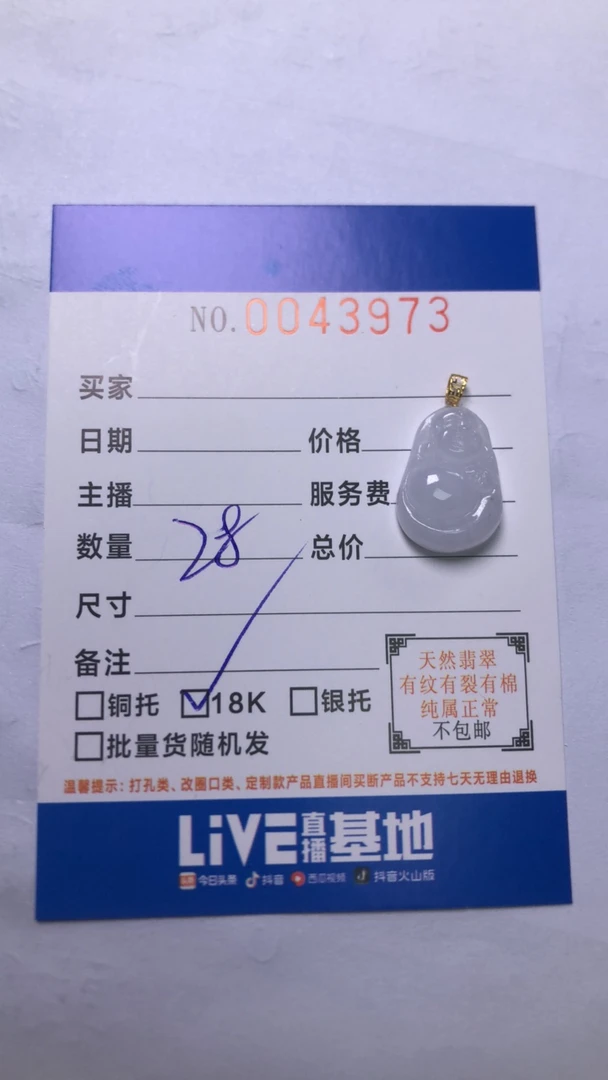 NO.0043973
买家
日期 价格
主播 服务费
数量 28 总价
尺寸
备注
铜托 18K 银托
批量货随机发
天然翡翠
有纹有裂有棉
纯属正常
不包邮
温馨提示：打孔类、改圈口类、定制款产品直播间买断产品不支持七天无理由退换
LiVE直播基地
头条 今日头条 抖音 西瓜视频 抖音火山版